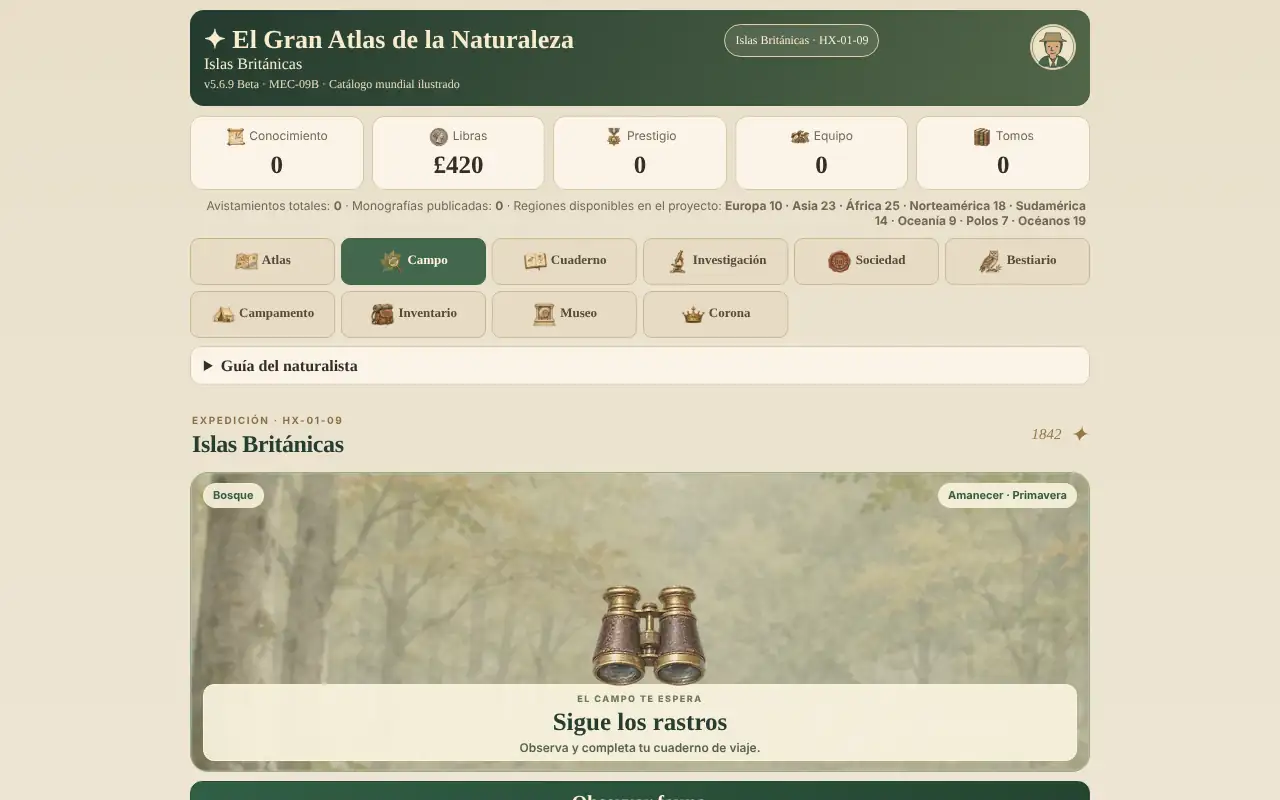 ✦ El Gran Atlas de la Naturaleza
Islas Británicas
v5.6.9 Beta · MEC-09B · Catálogo mundial ilustrado
Islas Británicas · HX-01-09
Conocimiento
0
Libras
£420
Prestigio
0
Equipo
0
Tomos
0
Avistamientos totales: 0 · Monografías publicadas: 0 · Regiones disponibles en el proyecto: Europa 10 · Asia 23 · África 25 · Norteamérica 18 · Sudamérica
14 · Oceanía 9 · Polos 7 · Océanos 19
Atlas
Campo
Cuaderno
Investigación
Sociedad
Bestiario
Campamento
Inventario
Museo
Corona
▶ Guía del naturalista
EXPEDICIÓN · HX-01-09
Islas Británicas
1842 ✦
Bosque
Amanecer · Primavera
EL CAMPO TE ESPERA
Sigue los rastros
Observa y completa tu cuaderno de viaje.